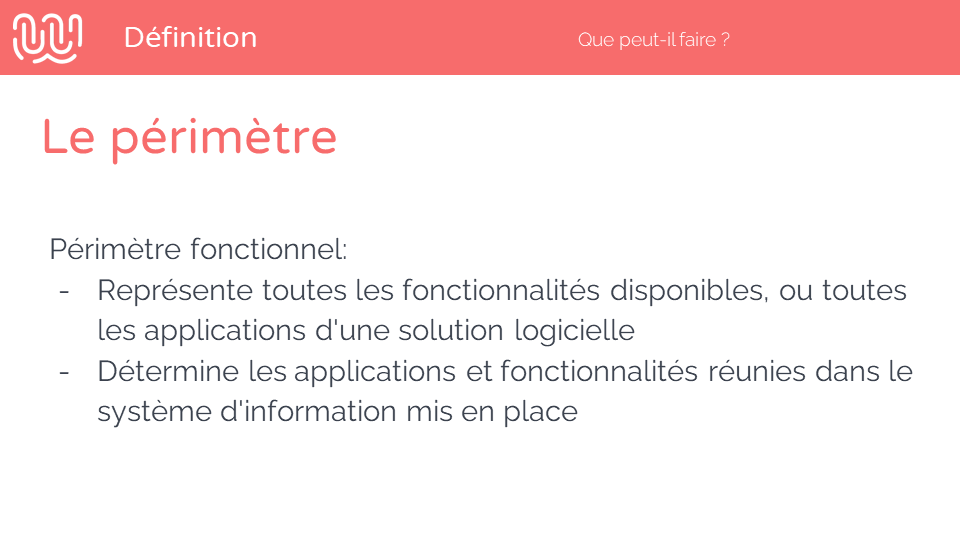 Définition
Que peut-il faire ?
Le périmètre
Périmètre fonctionnel:
- Représente toutes les fonctionnalités disponibles, ou toutes
les applications d'une solution logicielle
- Détermine les applications et fonctionnalités réunies dans le
système d'information mis en place